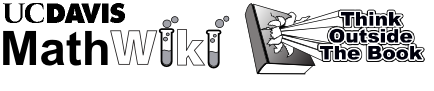 UCDAVIS
MathWiki
Think
Outside
The Book